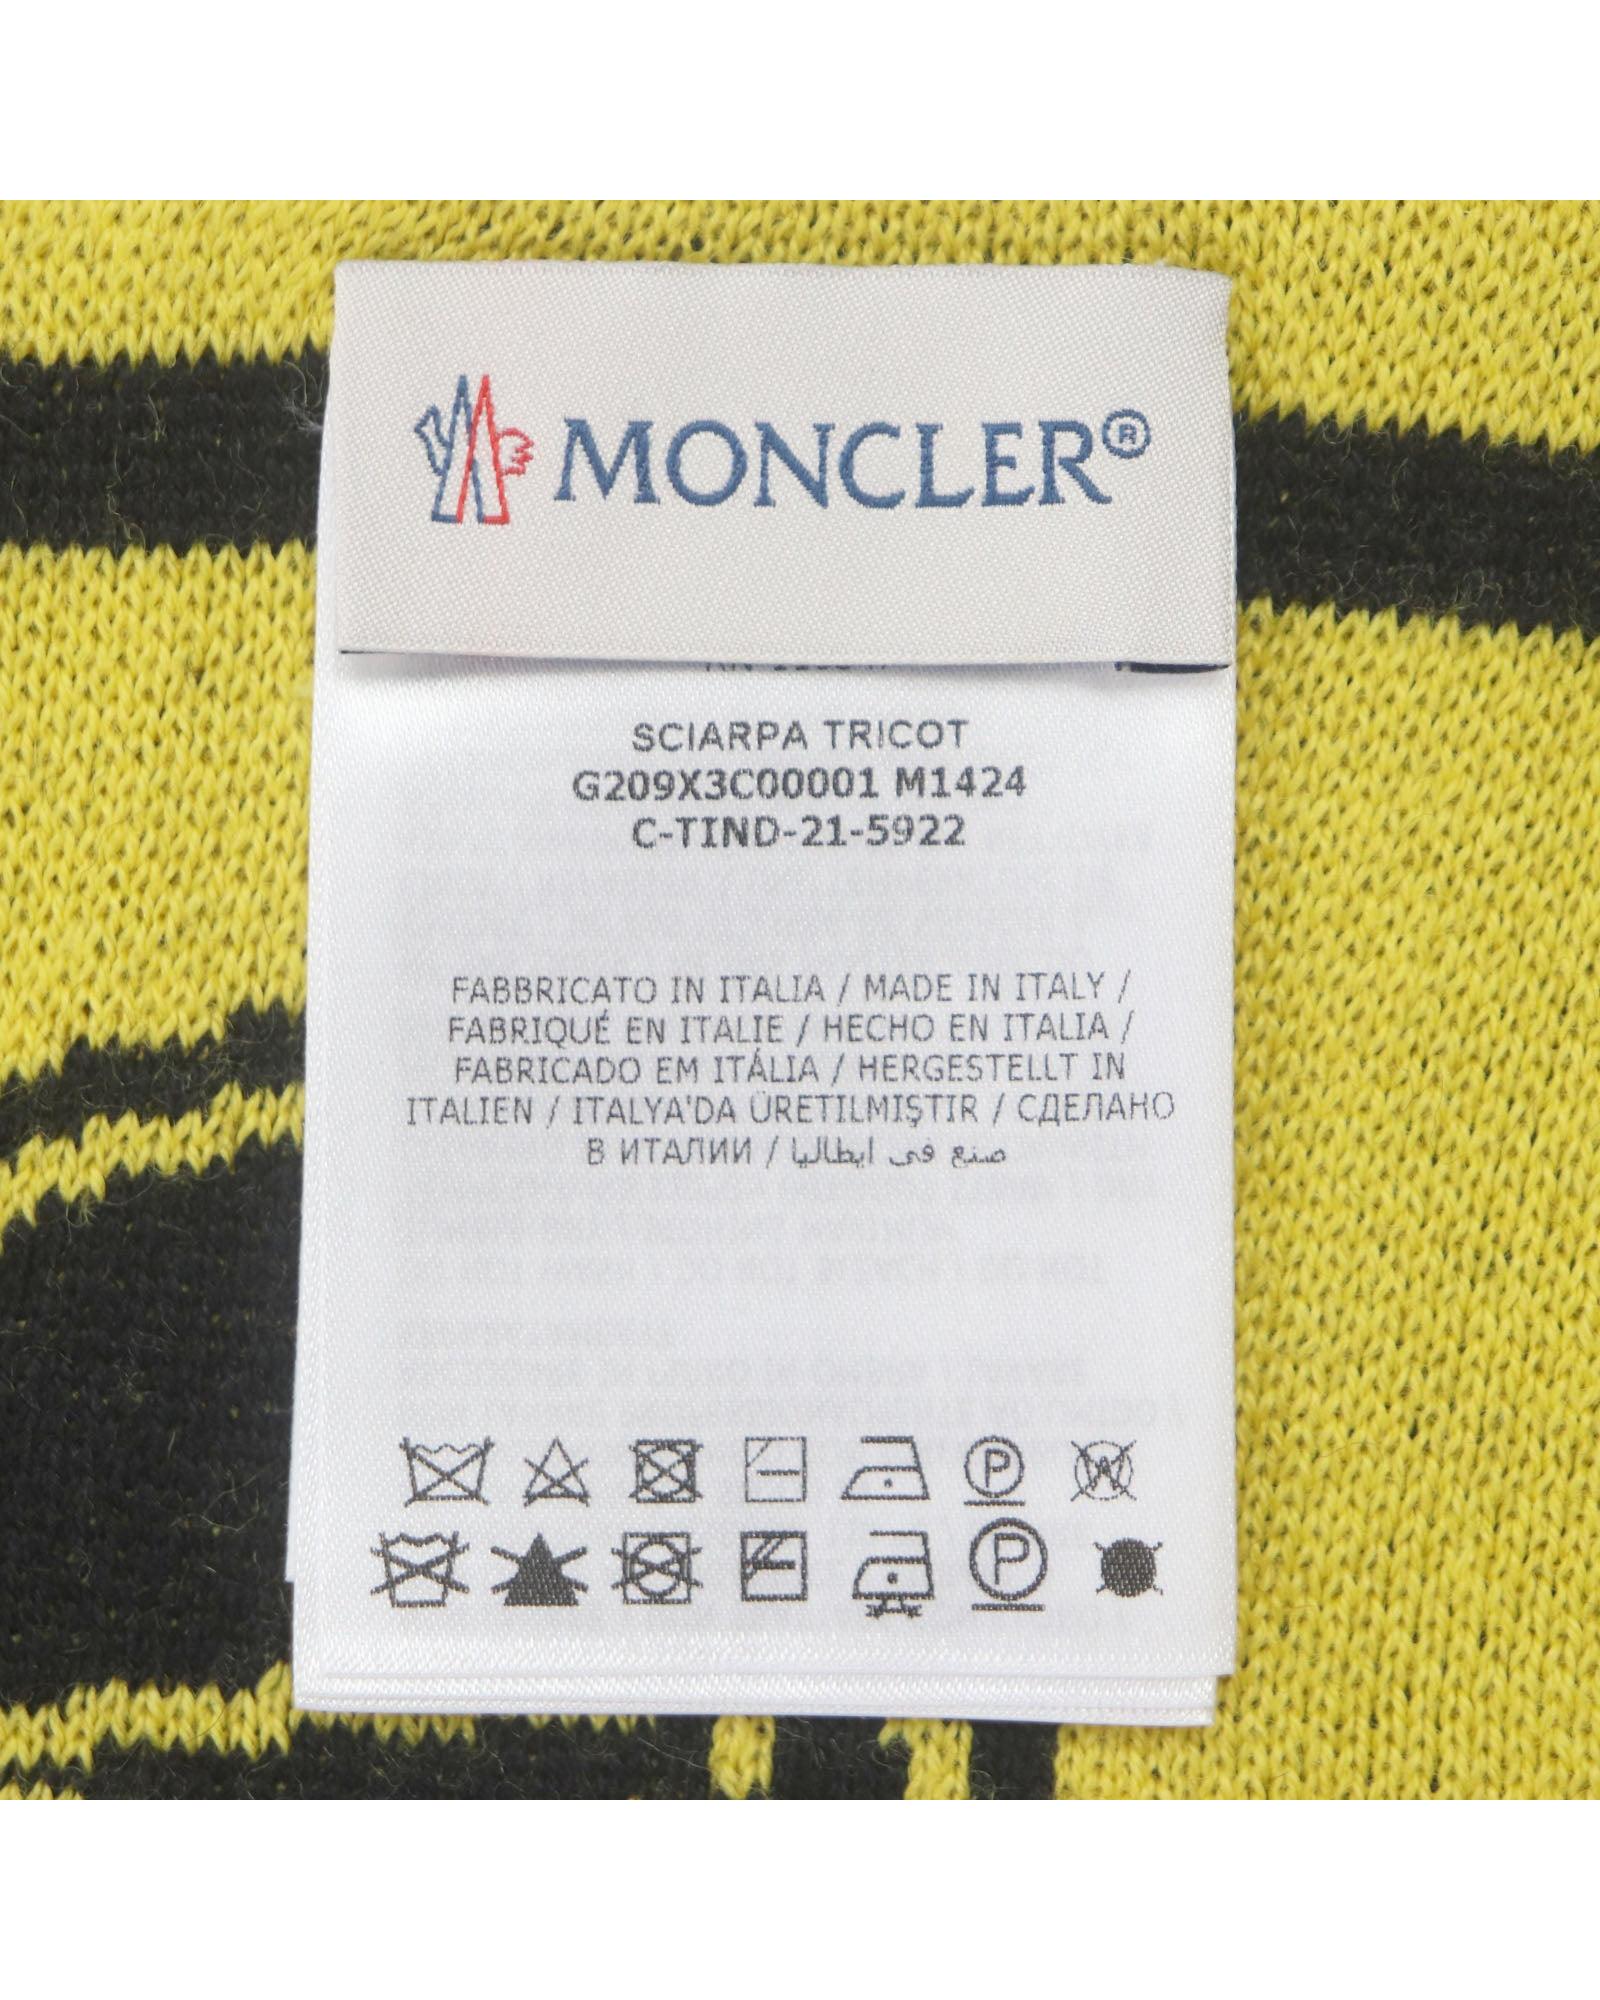 MONCLER®
SCIARPA TRICOT
G209X3C00001 M1424
C-TIND-21-5922
FABBRICATO IN ITALIA / MADE IN ITALY /
FABRIQUÉ EN ITALIE / HECHO EN ITALIA /
FABRICADO EM ITÁLIA / HERGESTELLT IN
ITALIEN / ITALYA'DA ÜRETILMIŞTIR / СДЕЛАНО
В ИТАЛИИ / صنع في ايطاليا
P W
P